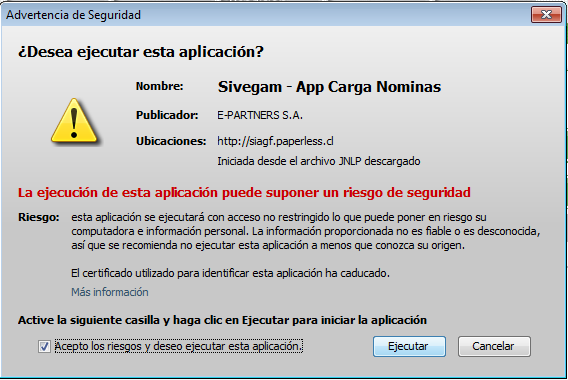 Advertencia de Seguridad
¿Desea ejecutar esta aplicación?
Nombre: Sivegam - App Carga Nominas
Publicador: E-PARTNERS S.A.
Ubicaciones: http://siagf.paperless.cl
Iniciada desde el archivo JNLP descargado
La ejecución de esta aplicación puede suponer un riesgo de seguridad
Riesgo: esta aplicación se ejecutará con acceso no restringido lo que puede poner en riesgo su
computadora e información personal. La información proporcionada no es fiable o es desconocida,
así que se recomienda no ejecutar esta aplicación a menos que conozca su origen.
El certificado utilizado para identificar esta aplicación ha caducado.
Más información
Active la siguiente casilla y haga clic en Ejecutar para iniciar la aplicación
Acepto los riesgos y deseo ejecutar esta aplicación. Ejecutar Cancelar